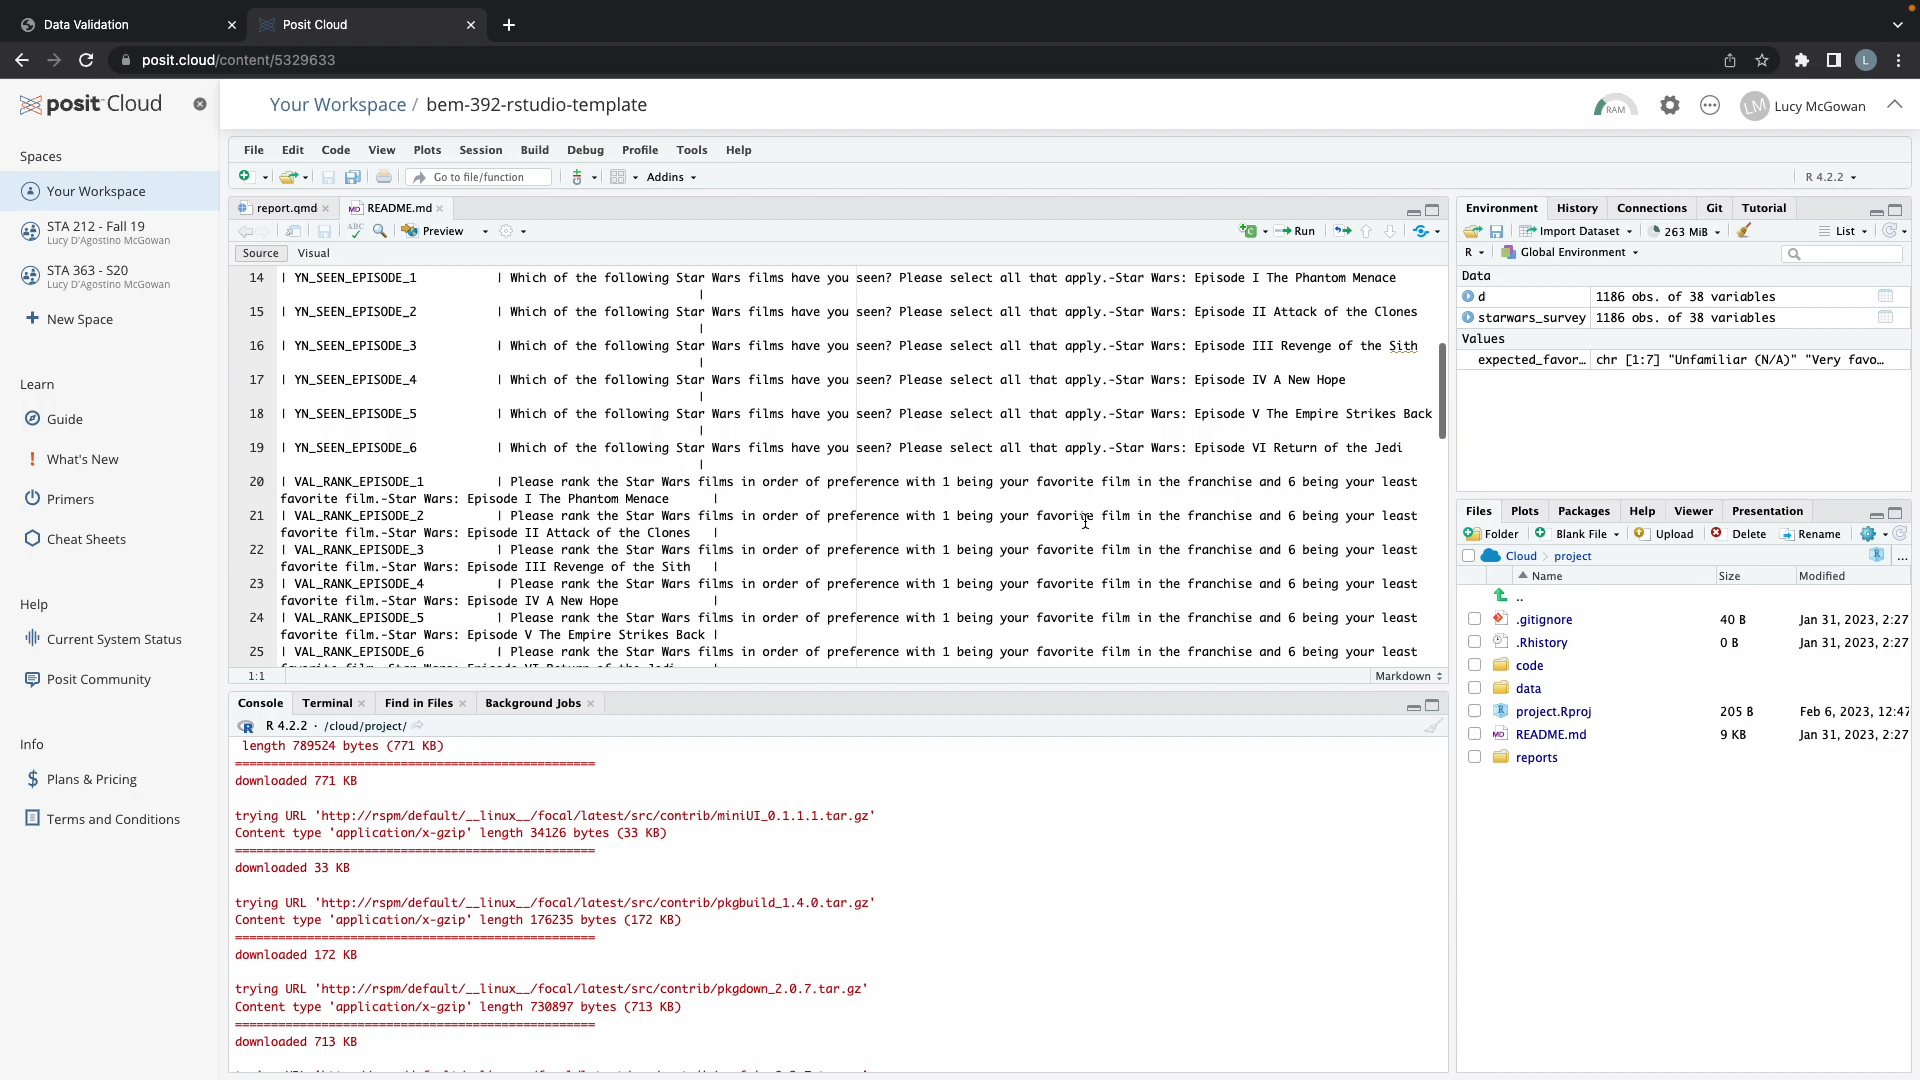 Data Validation
Posit Cloud
posit.cloud/content/5329633
L
posit Cloud
Your Workspace / bem-392-rstudio-template
RAM
LM Lucy McGowan
Spaces
Your Workspace
STA 212 - Fall 19
Lucy D'Agostino McGowan
STA 363 - S20
Lucy D'Agostino McGowan
New Space
Learn
Guide
What's New
Primers
Cheat Sheets
Help
Current System Status
Posit Community
Info
Plans & Pricing
Terms and Conditions
File Edit Code View Plots Session Build Debug Profile Tools Help
Go to file/function
Addins
R 4.2.2
report.qmd
README.md
ABC
Preview
Run
Source Visual
14 | YN_SEEN_EPISODE_1 | Which of the following Star Wars films have you seen? Please select all that apply.-Star Wars: Episode I The Phantom Menace
|
15 | YN_SEEN_EPISODE_2 | Which of the following Star Wars films have you seen? Please select all that apply.-Star Wars: Episode II Attack of the Clones
|
16 | YN_SEEN_EPISODE_3 | Which of the following Star Wars films have you seen? Please select all that apply.-Star Wars: Episode III Revenge of the Sith
|
17 | YN_SEEN_EPISODE_4 | Which of the following Star Wars films have you seen? Please select all that apply.-Star Wars: Episode IV A New Hope
|
18 | YN_SEEN_EPISODE_5 | Which of the following Star Wars films have you seen? Please select all that apply.-Star Wars: Episode V The Empire Strikes Back
|
19 | YN_SEEN_EPISODE_6 | Which of the following Star Wars films have you seen? Please select all that apply.-Star Wars: Episode VI Return of the Jedi
|
20 | VAL_RANK_EPISODE_1 | Please rank the Star Wars films in order of preference with 1 being your favorite film in the franchise and 6 being your least
favorite film.-Star Wars: Episode I The Phantom Menace |
21 | VAL_RANK_EPISODE_2 | Please rank the Star Wars films in order of preference with 1 being your favorite film in the franchise and 6 being your least
favorite film.-Star Wars: Episode II Attack of the Clones |
22 | VAL_RANK_EPISODE_3 | Please rank the Star Wars films in order of preference with 1 being your favorite film in the franchise and 6 being your least
favorite film.-Star Wars: Episode III Revenge of the Sith |
23 | VAL_RANK_EPISODE_4 | Please rank the Star Wars films in order of preference with 1 being your favorite film in the franchise and 6 being your least
favorite film.-Star Wars: Episode IV A New Hope |
24 | VAL_RANK_EPISODE_5 | Please rank the Star Wars films in order of preference with 1 being your favorite film in the franchise and 6 being your least
favorite film.-Star Wars: Episode V The Empire Strikes Back |
25 | VAL_RANK_EPISODE_6 | Please rank the Star Wars films in order of preference with 1 being your favorite film in the franchise and 6 being your least
favorite film.-Star Wars: Episode VI Return of the Jedi
1:1
Markdown
Console Terminal Find in Files Background Jobs
R 4.2.2 · /cloud/project/
length 789524 bytes (771 KB)
==================================================
downloaded 771 KB
trying URL 'http://rspm/default/__linux__/focal/latest/src/contrib/miniUI_0.1.1.1.tar.gz'
Content type 'application/x-gzip' length 34126 bytes (33 KB)
==================================================
downloaded 33 KB
trying URL 'http://rspm/default/__linux__/focal/latest/src/contrib/pkgbuild_1.4.0.tar.gz'
Content type 'application/x-gzip' length 176235 bytes (172 KB)
==================================================
downloaded 172 KB
trying URL 'http://rspm/default/__linux__/focal/latest/src/contrib/pkgdown_2.0.7.tar.gz'
Content type 'application/x-gzip' length 730897 bytes (713 KB)
==================================================
downloaded 713 KB
Environment History Connections Git Tutorial
Import Dataset
263 MiB
List
R
Global Environment
Data
d 1186 obs. of 38 variables
starwars_survey 1186 obs. of 38 variables
Values
expected_favor… chr [1:7] "Unfamiliar (N/A)" "Very favo…
Files Plots Packages Help Viewer Presentation
Folder Blank File Upload Delete Rename
Cloud project ...
Name Size Modified
..
.gitignore 40 B Jan 31, 2023, 2:27
.Rhistory 0 B Jan 31, 2023, 2:27
code
data
project.Rproj 205 B Feb 6, 2023, 12:47
README.md 9 KB Jan 31, 2023, 2:27
reports